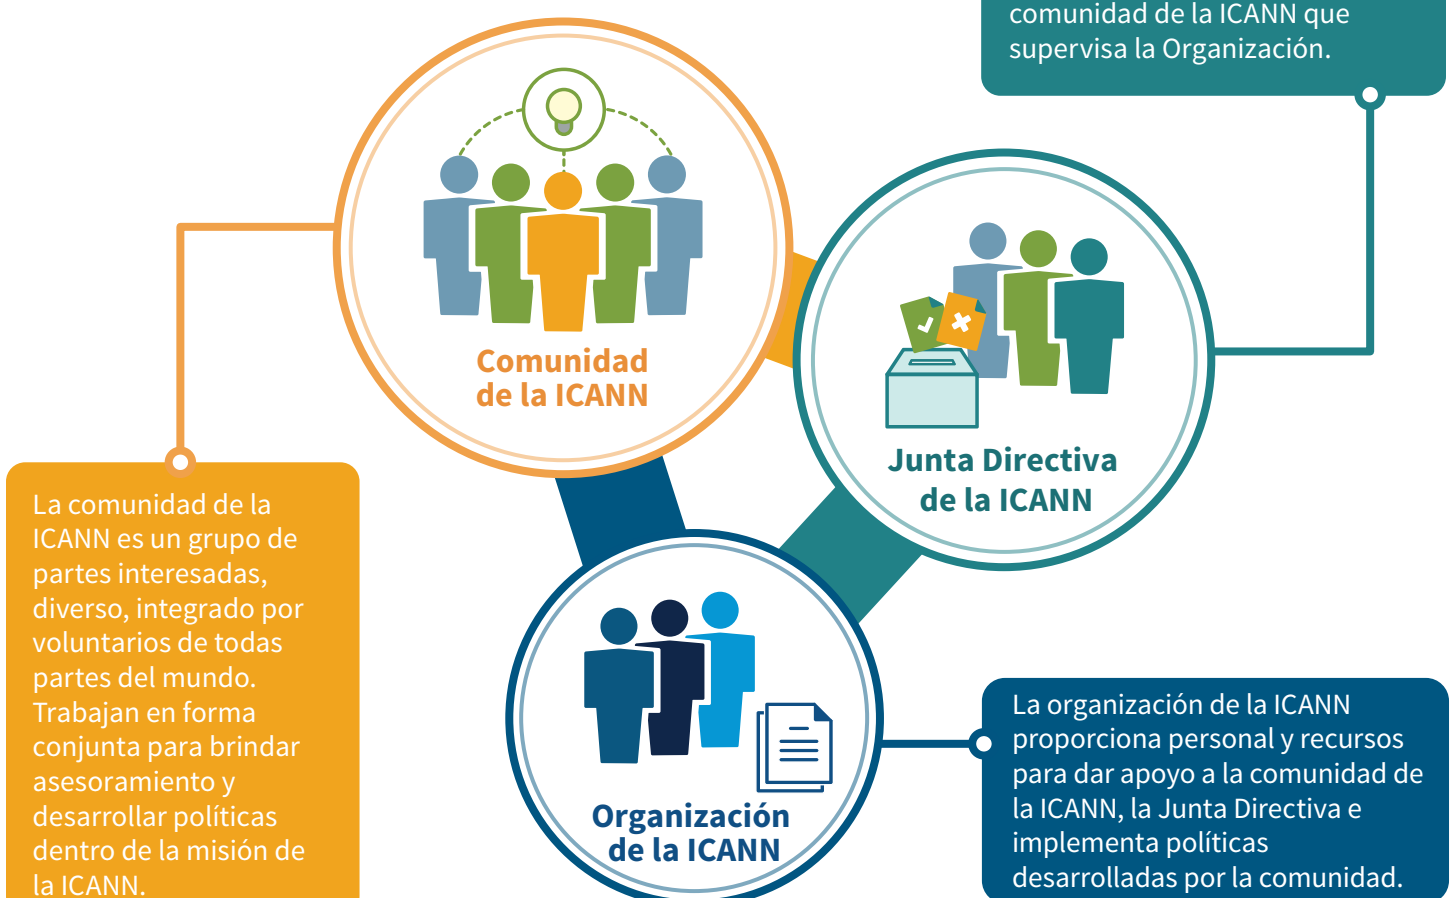 comunidad de la ICANN que
supervisa la Organización.
Comunidad
de la ICANN
Junta Directiva
de la ICANN
La comunidad de la
ICANN es un grupo de
partes interesadas,
diverso, integrado por
voluntarios de todas
partes del mundo.
Trabajan en forma
conjunta para brindar
asesoramiento y
desarrollar políticas
dentro de la misión de
la ICANN.
Organización
de la ICANN
La organización de la ICANN
proporciona personal y recursos
para dar apoyo a la comunidad de
la ICANN, la Junta Directiva e
implementa políticas
desarrolladas por la comunidad.